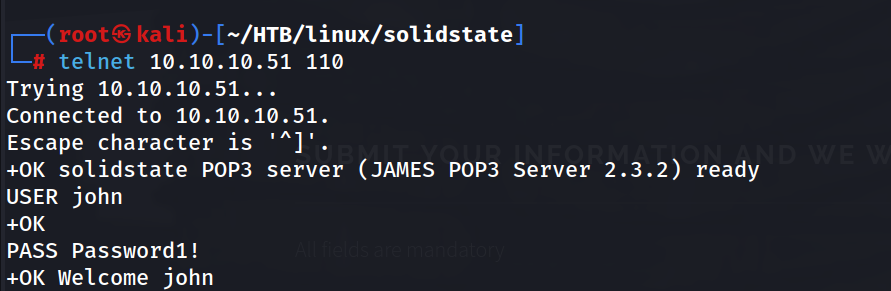 ┌──(root㉿kali)-[~/HTB/linux/solidstate]
└─# telnet 10.10.10.51 110
Trying 10.10.10.51...
Connected to 10.10.10.51.
Escape character is '^]'.
SUBMIT YOUR INFORMATION AND WE W
+OK solidstate POP3 server (JAMES POP3 Server 2.3.2) ready
USER john
+OK
PASS Password1!
All fields are mandatory
+OK Welcome john